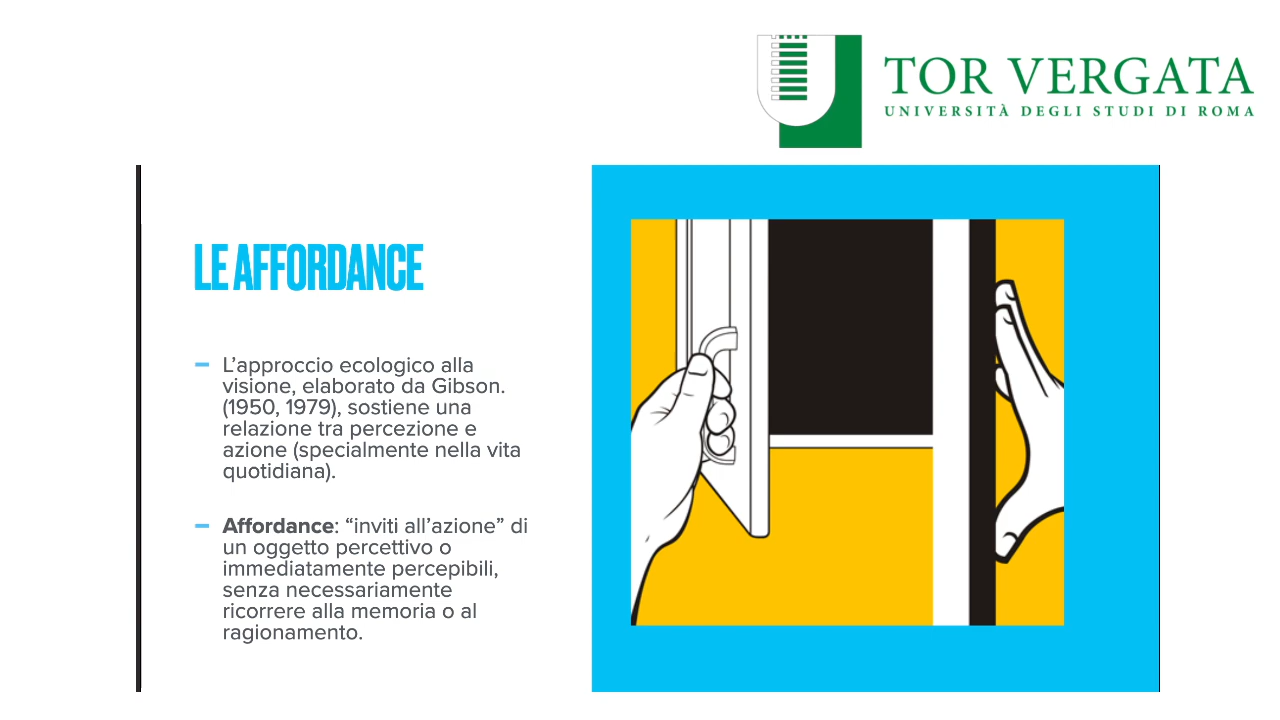 TOR VERGATA
UNIVERSITÀ DEGLI STUDI DI ROMA
LE AFFORDANCE
– L’approccio ecologico alla
visione, elaborato da Gibson.
(1950, 1979), sostiene una
relazione tra percezione e
azione (specialmente nella vita
quotidiana).
– Affordance: “inviti all’azione” di
un oggetto percettivo o
immediatamente percepibili,
senza necessariamente
ricorrere alla memoria o al
ragionamento.